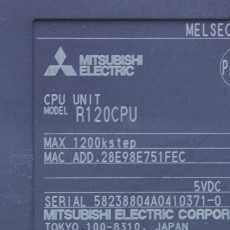 MELSEC
MITSUBISHI
ELECTRIC
CPU UNIT
MODEL R120CPU
MAX 1200kstep
MAC ADD.28E98E751FEC
5VDC
SERIAL 58238804A0410371-0
MITSUBISHI ELECTRIC CORPOR
TOKYO 100-8310, JAPAN